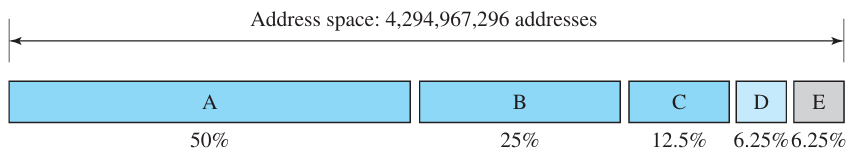 Address space: 4,294,967,296 addresses
A B C D E
50% 25% 12.5% 6.25% 6.25%